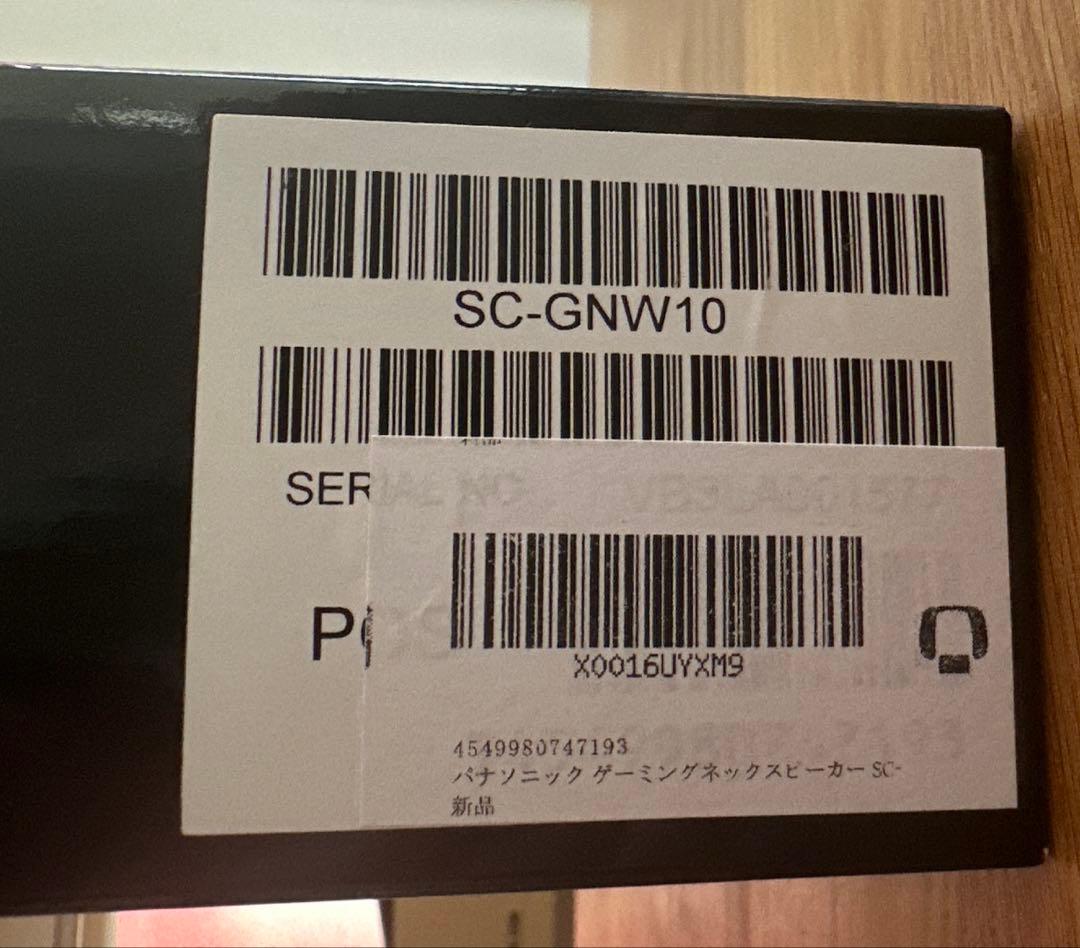 SC-GNW10
SER
X0016UYXM9
4549980747193
パナソニック ゲーミングネックスピーカー SC-
新品